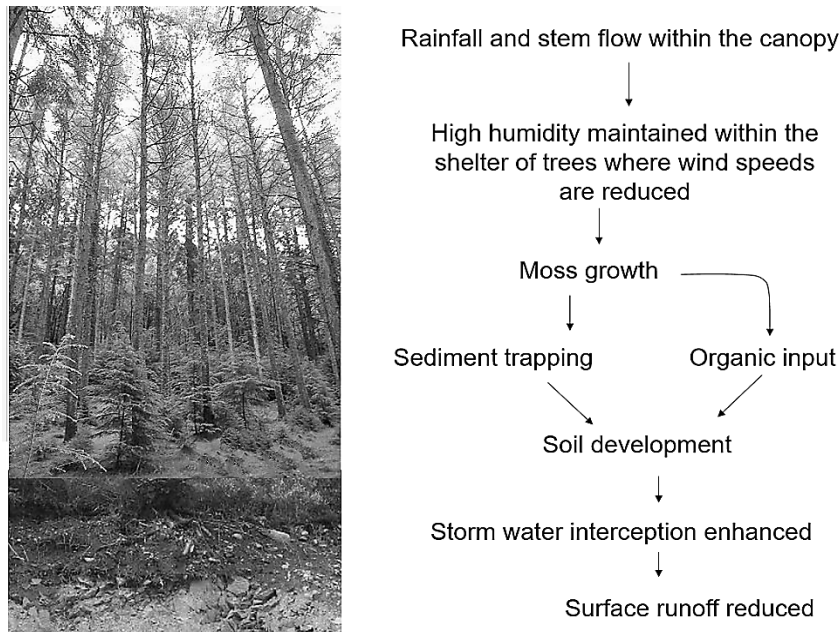 Rainfall and stem flow within the canopy
High humidity maintained within the
shelter of trees where wind speeds
are reduced
Moss growth
Sediment trapping
Organic input
Soil development
Storm water interception enhanced
Surface runoff reduced